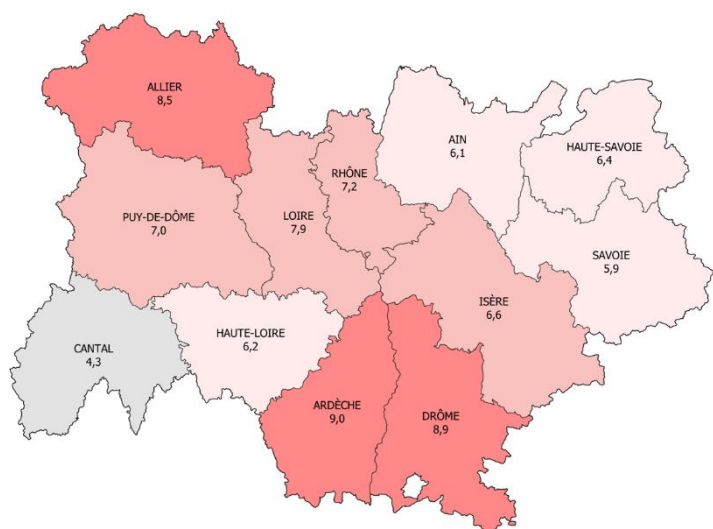 ALLIER
8,5
AIN
6,1
HAUTE-SAVOIE
6,4
RHÔNE
7,2
PUY-DE-DÔME
7,0
LOIRE
7,9
SAVOIE
5,9
ISÈRE
6,6
HAUTE-LOIRE
6,2
CANTAL
4,3
ARDÈCHE
9,0
DRÔME
8,9